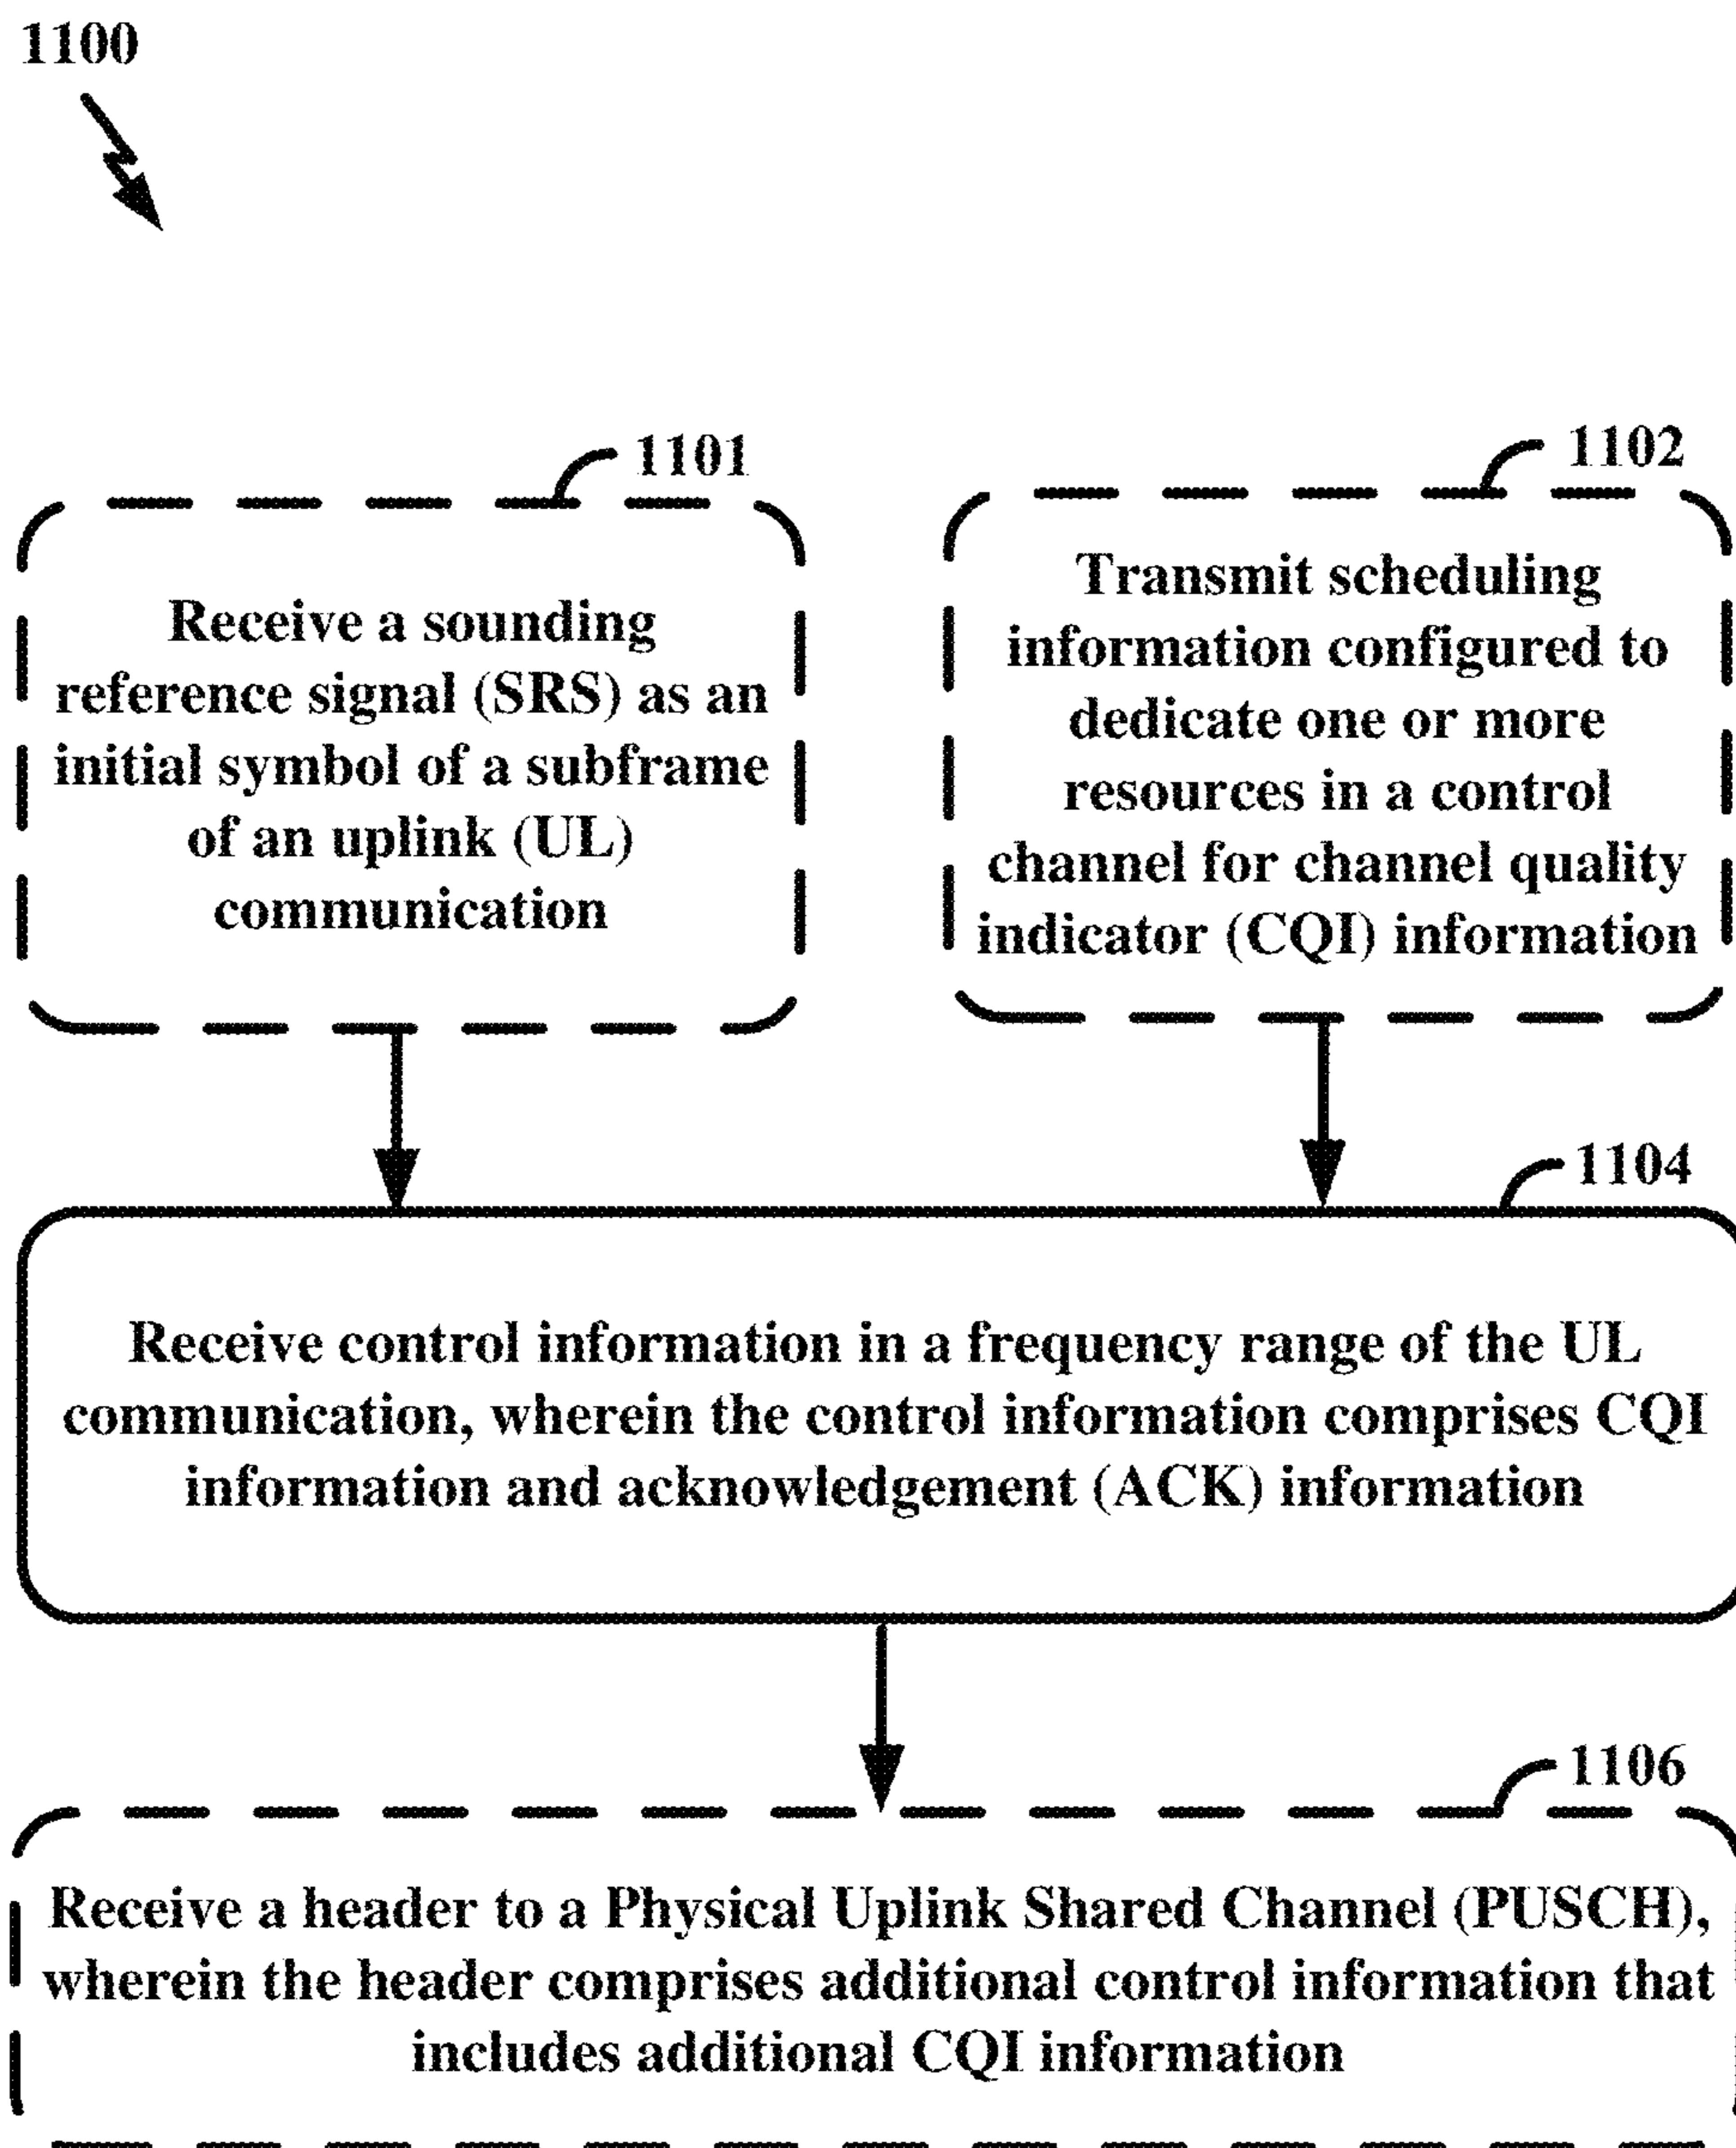 1100
1101
Receive a sounding
reference signal (SRS) as an
initial symbol of a subframe
of an uplink (UL)
communication
1102
Transmit scheduling
information configured to
dedicate one or more
resources in a control
channel for channel quality
indicator (CQI) information
1104
Receive control information in a frequency range of the UL
communication, wherein the control information comprises CQI
information and acknowledgement (ACK) information
1106
Receive a header to a Physical Uplink Shared Channel (PUSCH),
wherein the header comprises additional control information that
includes additional CQI information